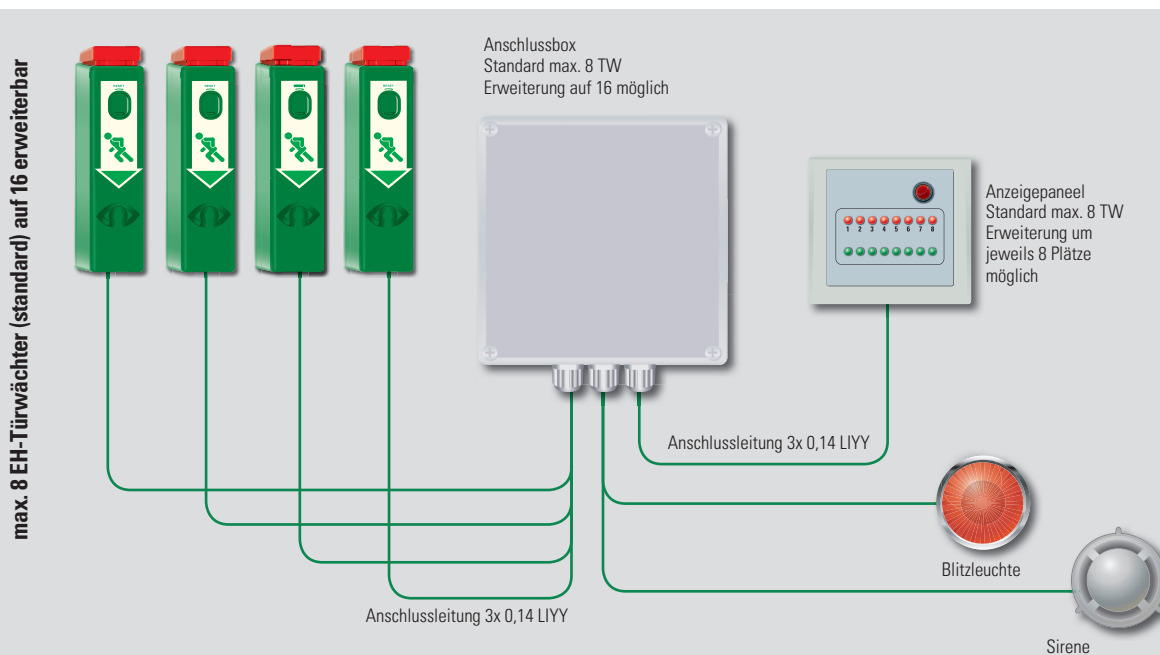 max. 8 EH-Türwächter (standard) auf 16 erweiterbar
Anschlussbox
Standard max. 8 TW
Erweiterung auf 16 möglich
Anzeigepaneel
Standard max. 8 TW
Erweiterung um
jeweils 8 Plätze
möglich
1 2 3 4 5 6 7 8
Anschlussleitung 3x 0,14 LIYY
Blitzleuchte
Anschlussleitung 3x 0,14 LIYY
Sirene